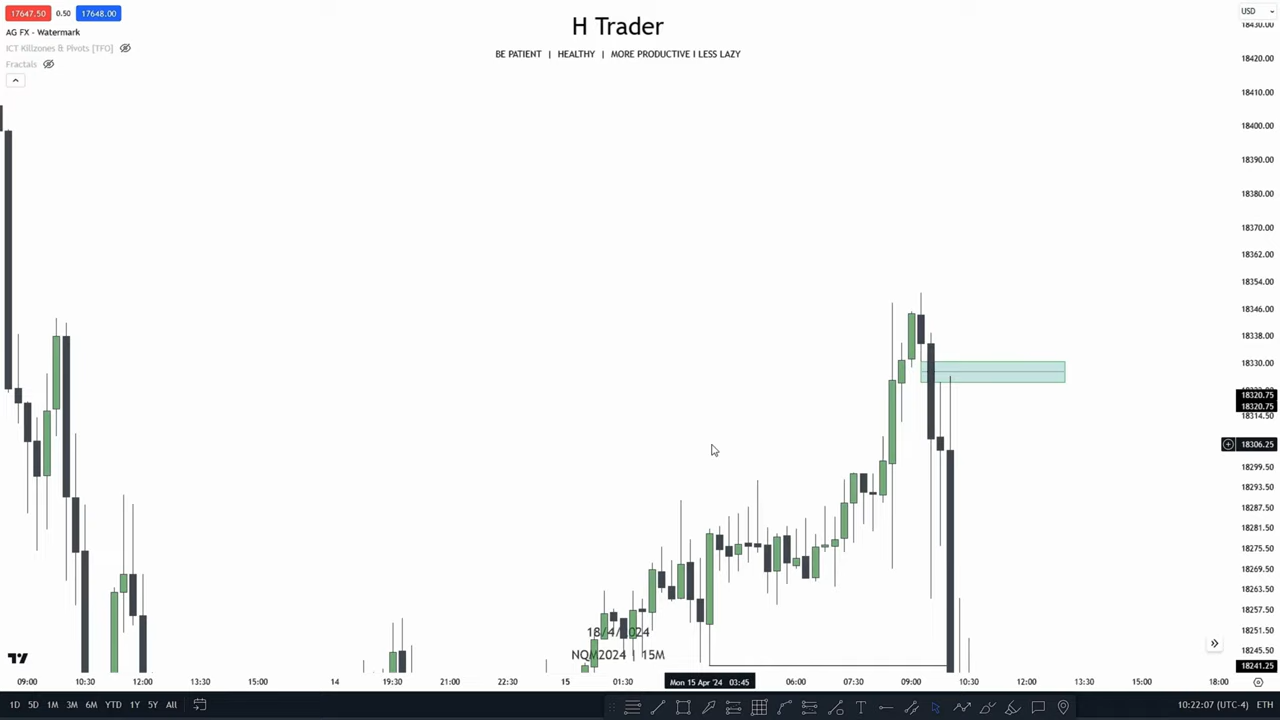 17647.50 0.50 17648.00
H Trader
USD
AG FX - Watermark
BE PATIENT | HEALTHY | MORE PRODUCTIVE I LESS LAZY
ICT Killzones & Pivots [TFO]
Fractals
18430.00
18420.00
18410.00
18400.00
18390.00
18380.00
18370.00
18362.00
18354.00
18346.00
18338.00
18330.00
18320.75
18320.75
18314.50
18306.25
18299.50
18293.50
18287.50
18281.50
18275.50
18269.50
18263.50
18257.50
18251.50
18245.50
18241.25
18/4/2024
NQM2024 | 15M
09:00 10:30 12:00 13:30 15:00 14 19:30 21:00 22:30 15 01:30 Mon 15 Apr '24 03:45 06:00 07:30 09:00 10:30 12:00 13:30 15:00 18:00
1D 5D 1M 3M 6M YTD 1Y 5Y All
10:22:07 (UTC-4) ETH